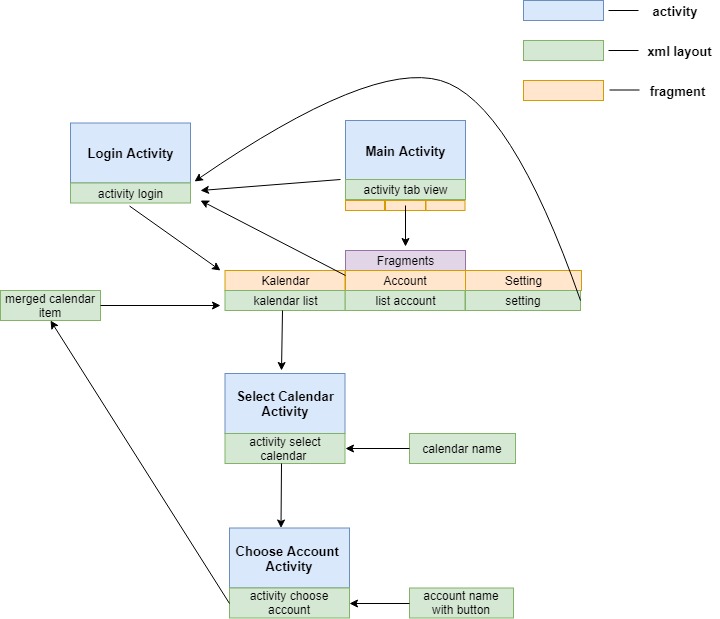 activity
xml layout
fragment
Login Activity
activity login
Main Activity
activity tab view
Fragments
Kalendar
Account
Setting
kalendar list
list account
setting
merged calendar
item
Select Calendar
Activity
activity select
calendar
calendar name
Choose Account
Activity
activity choose
account
account name
with button